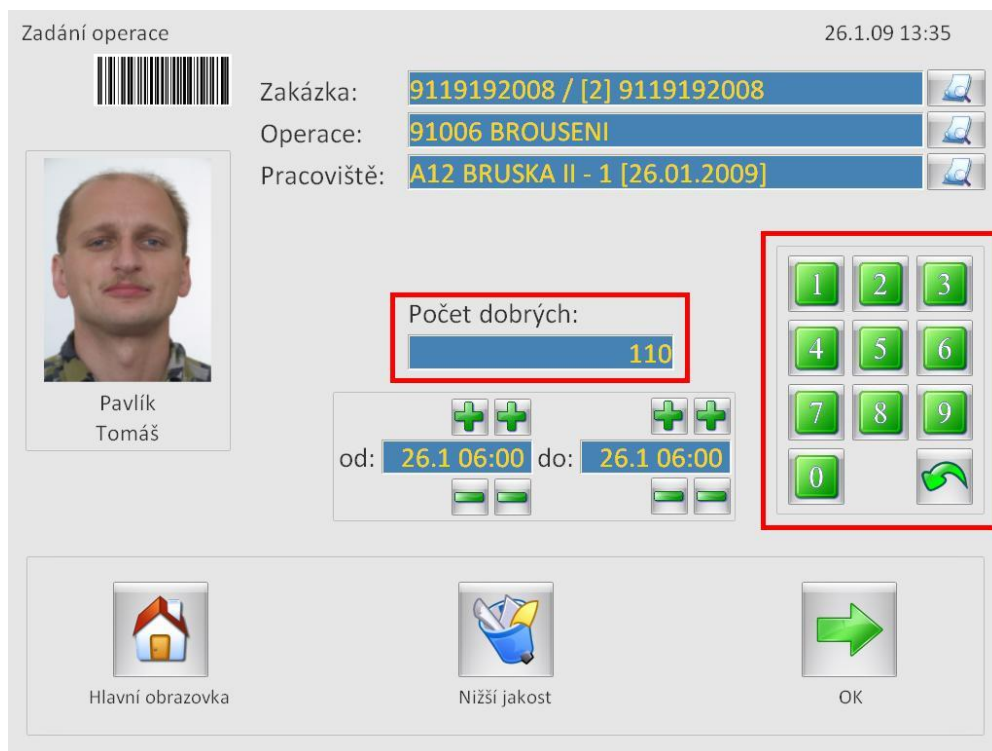 Zadání operace
26.1.09 13:35
Zakázka: 9119192008 / [2] 9119192008
Operace: 91006 BROUSENI
Pracoviště: A12 BRUSKA II - 1 [26.01.2009]
Pavlík
Tomáš
Počet dobrých:
110
od: 26.1 06:00 do: 26.1 06:00
1 2 3
4 5 6
7 8 9
0
Hlavní obrazovka
Nižší jakost
OK